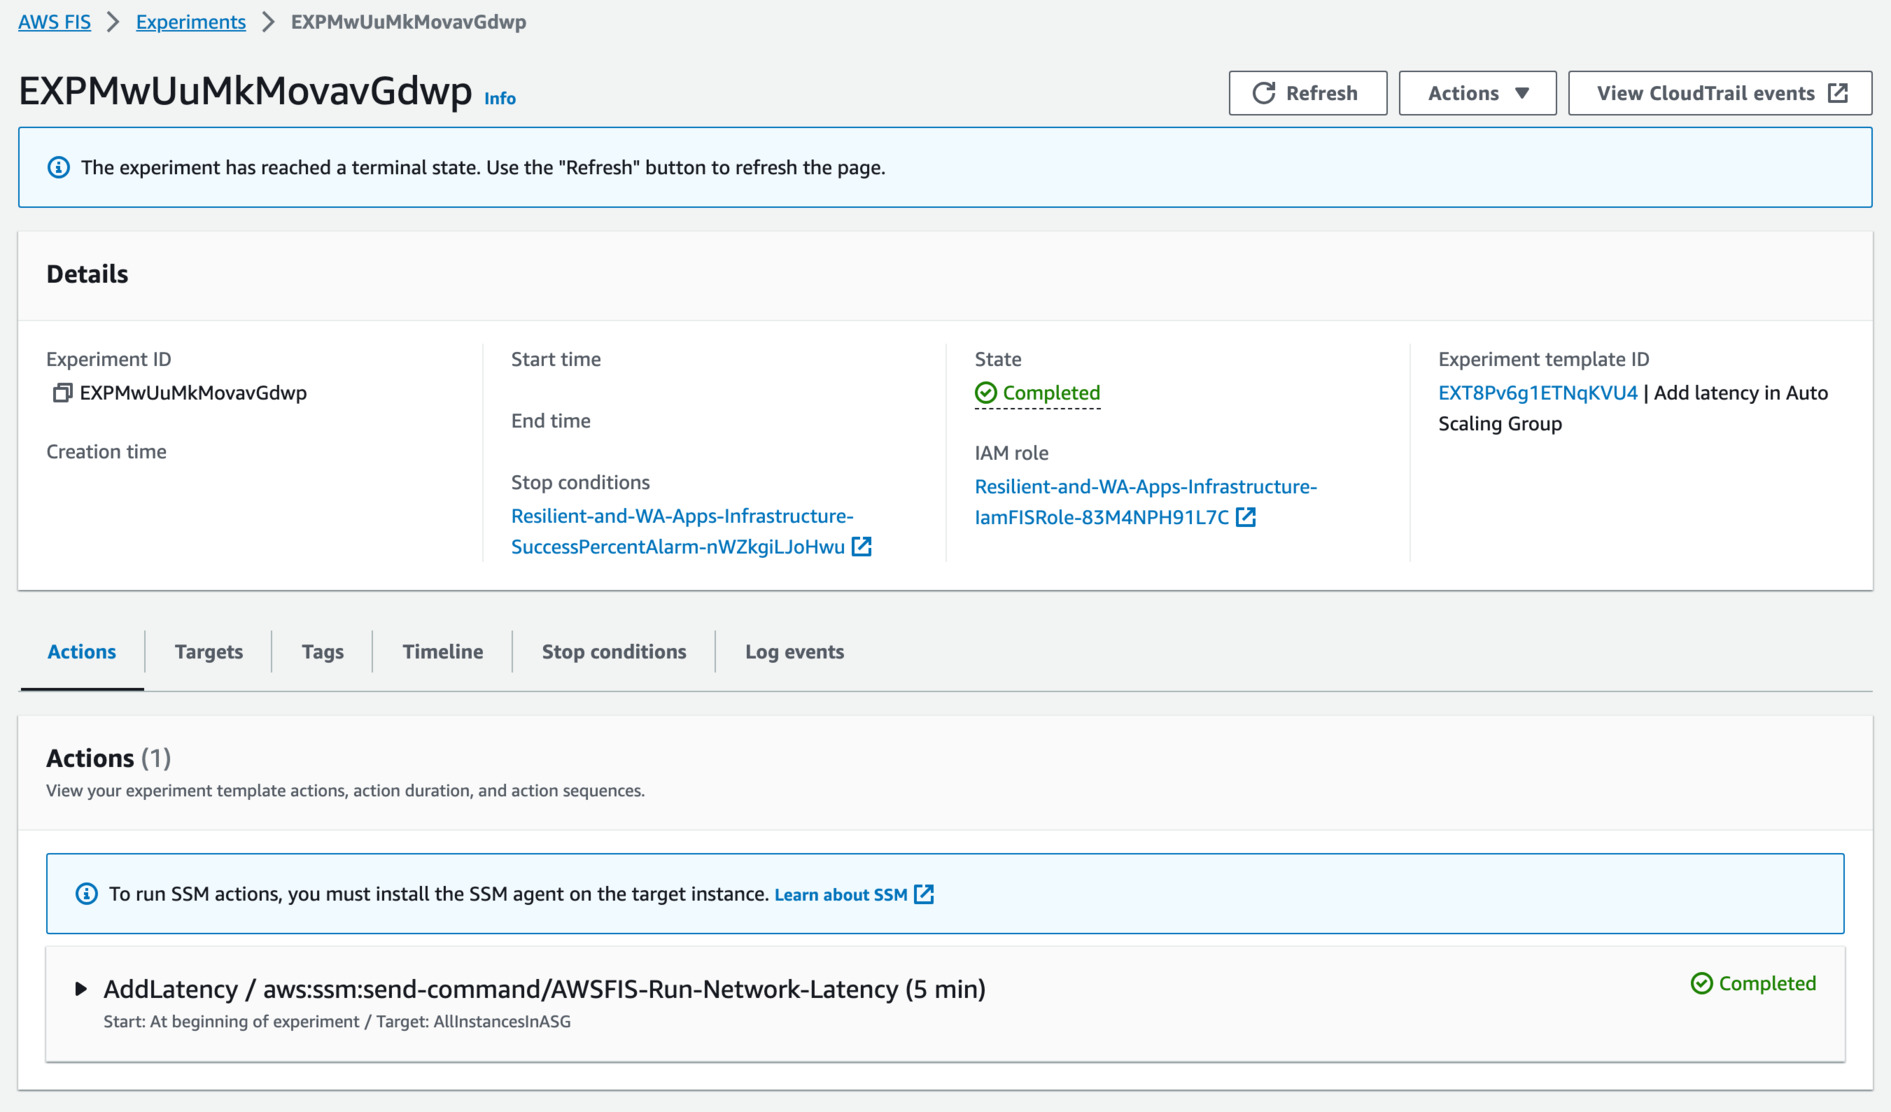 AWS FIS > Experiments > EXPMwUuMkMovavGdwp
EXPMwUuMkMovavGdwp Info
Refresh
Actions
View CloudTrail events
The experiment has reached a terminal state. Use the "Refresh" button to refresh the page.
Details
Experiment ID
EXPMwUuMkMovavGdwp
Creation time
Start time
End time
Stop conditions
Resilient-and-WA-Apps-Infrastructure-
SuccessPercentAlarm-nWZkgiLJoHwu
State
Completed
IAM role
Resilient-and-WA-Apps-Infrastructure-
IamFISRole-83M4NPH91L7C
Experiment template ID
EXT8Pv6g1ETNqKVU4 | Add latency in Auto
Scaling Group
Actions
Targets
Tags
Timeline
Stop conditions
Log events
Actions (1)
View your experiment template actions, action duration, and action sequences.
To run SSM actions, you must install the SSM agent on the target instance. Learn about SSM
AddLatency / aws:ssm:send-command/AWSFIS-Run-Network-Latency (5 min)
Completed
Start: At beginning of experiment / Target: AllInstancesInASG